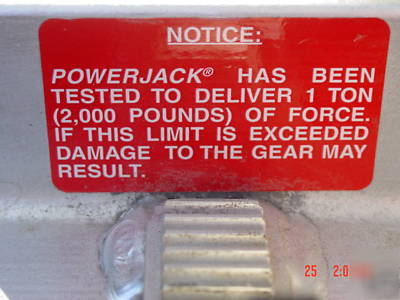 NOTICE:
POWERJACK® HAS BEEN
TESTED TO DELIVER 1 TON
(2,000 POUNDS) OF FORCE.
IF THIS LIMIT IS EXCEEDED
DAMAGE TO THE GEAR MAY
RESULT.
25